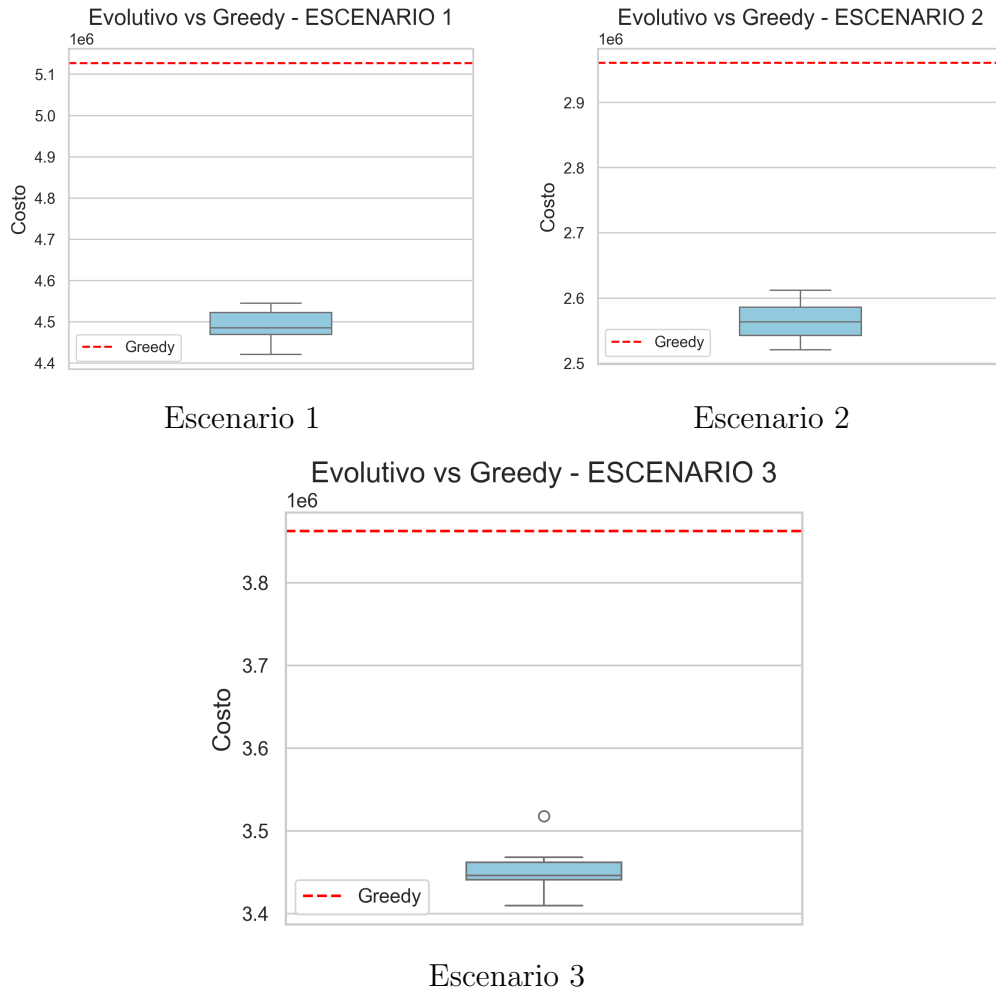 Evolutivo vs Greedy - ESCENARIO 1
1e6
5.1
5.0
4.9
4.8
4.7
4.6
4.5
4.4
Costo
Greedy
Escenario 1
Evolutivo vs Greedy - ESCENARIO 2
1e6
2.9
2.8
2.7
2.6
2.5
Costo
Greedy
Escenario 2
Evolutivo vs Greedy - ESCENARIO 3
1e6
3.8
3.7
3.6
3.5
3.4
Costo
Greedy
Escenario 3